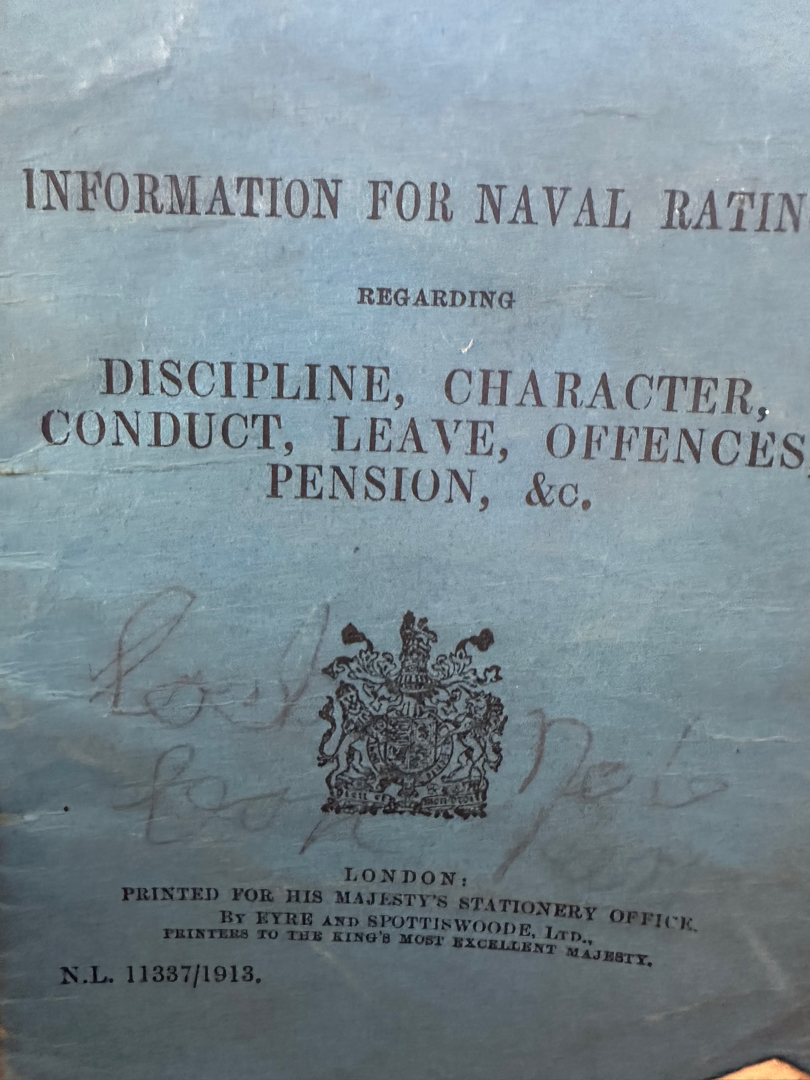 INFORMATION FOR NAVAL RATIN
REGARDING
DISCIPLINE, CHARACTER,
CONDUCT, LEAVE, OFFENCES,
PENSION, &c.
LONDON:
PRINTED FOR HIS MAJESTY'S STATIONERY OFFICE,
BY EYRE AND SPOTTISWOODE, LTD.,
PRINTERS TO THE KING'S MOST EXCELLENT MAJESTY.
N.L. 11337/1913.